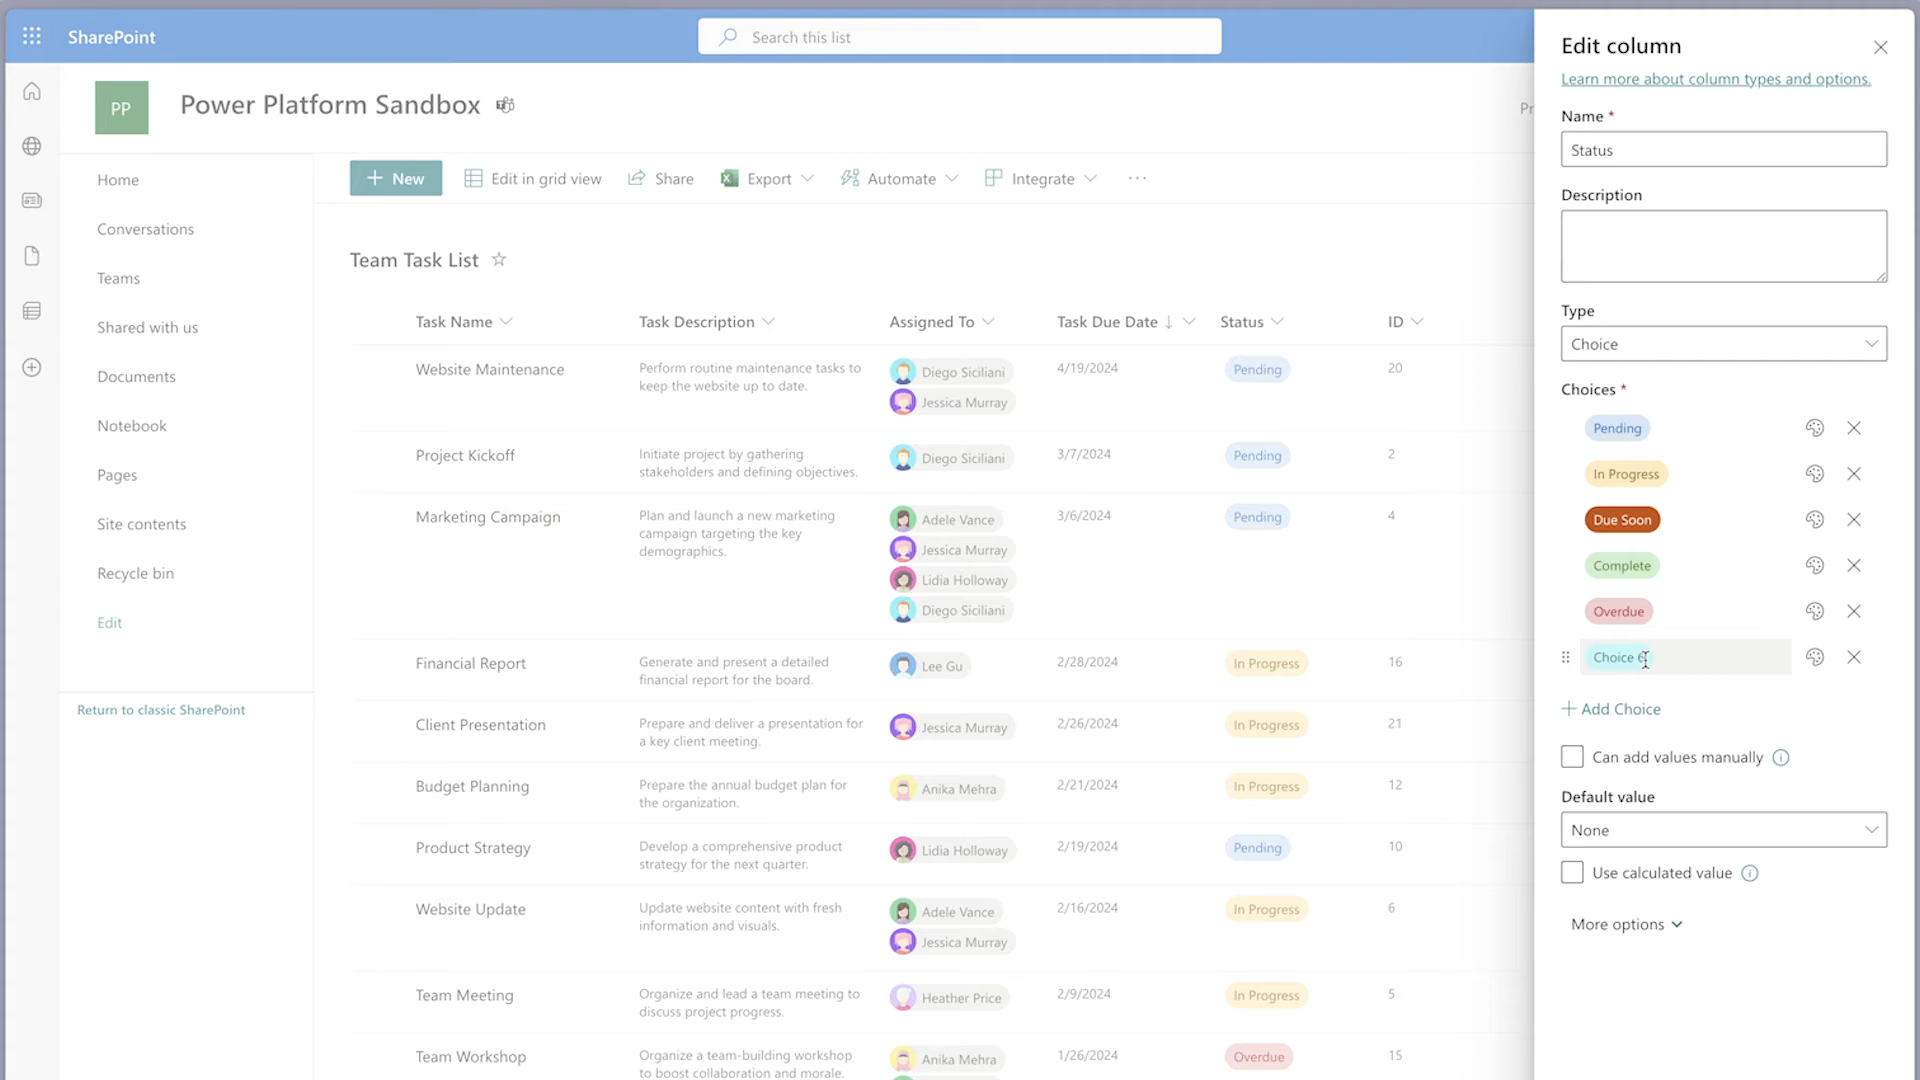 SharePoint
Search this list
PP
Power Platform Sandbox
Pr
Home
Conversations
Teams
Shared with us
Documents
Notebook
Pages
Site contents
Recycle bin
Edit
Return to classic SharePoint
New
Edit in grid view
Share
Export
Automate
Integrate
Team Task List
Task Name
Task Description
Assigned To
Task Due Date
Status
ID
Website Maintenance
Perform routine maintenance tasks to
keep the website up to date.
Diego Siciliani
Jessica Murray
4/19/2024
Pending
20
Project Kickoff
Initiate project by gathering
stakeholders and defining objectives.
Diego Siciliani
3/7/2024
Pending
2
Marketing Campaign
Plan and launch a new marketing
campaign targeting the key
demographics.
Adele Vance
Jessica Murray
Lidia Holloway
Diego Siciliani
3/6/2024
Pending
4
Financial Report
Generate and present a detailed
financial report for the board.
Lee Gu
2/28/2024
In Progress
16
Client Presentation
Prepare and deliver a presentation for
a key client meeting.
Jessica Murray
2/26/2024
In Progress
21
Budget Planning
Prepare the annual budget plan for
the organization.
Anika Mehra
2/21/2024
In Progress
12
Product Strategy
Develop a comprehensive product
strategy for the next quarter.
Lidia Holloway
2/19/2024
Pending
10
Website Update
Update website content with fresh
information and visuals.
Adele Vance
Jessica Murray
2/16/2024
In Progress
6
Team Meeting
Organize and lead a team meeting to
discuss project progress.
Heather Price
2/9/2024
In Progress
5
Team Workshop
Organize a team-building workshop
to boost collaboration and morale.
Anika Mehra
1/26/2024
Overdue
15
Edit column
Learn more about column types and options.
Name *
Status
Description
Type
Choice
Choices *
Pending
In Progress
Due Soon
Complete
Overdue
Choice
Add Choice
Can add values manually
Default value
None
Use calculated value
More options